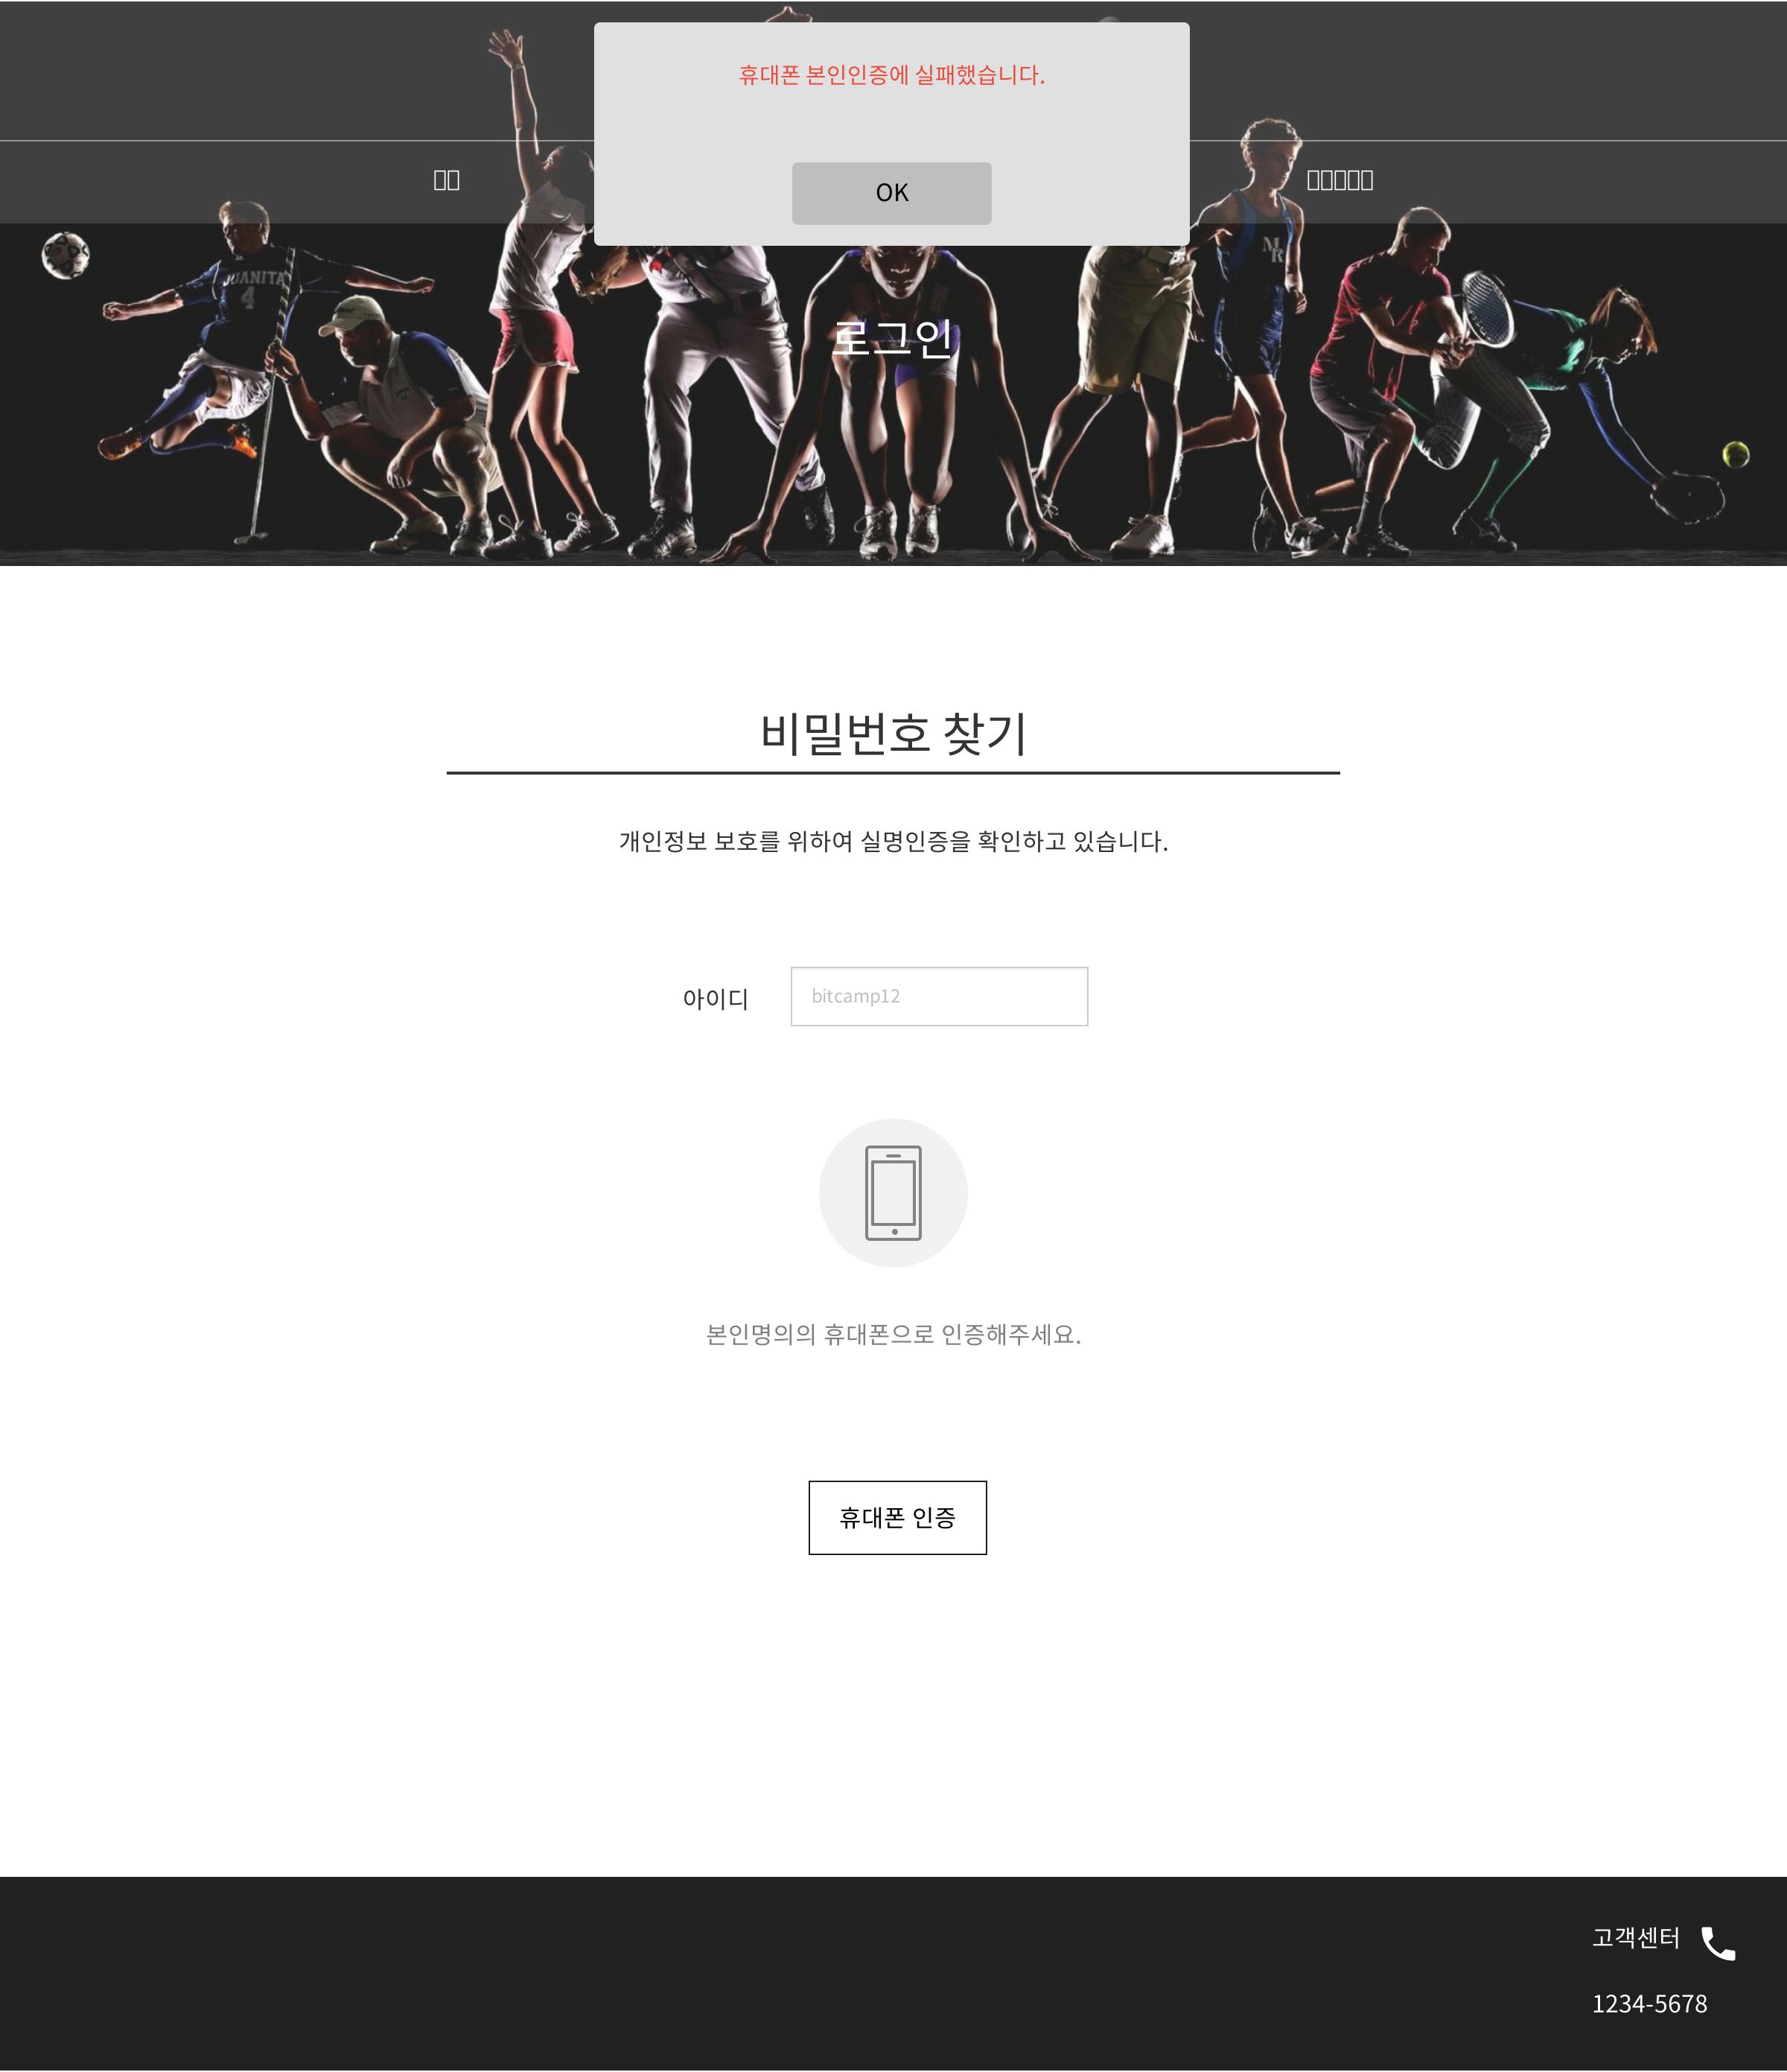 휴대폰 본인인증에 실패했습니다.
OK
JUANITA
4
로그인
비밀번호 찾기
개인정보 보호를 위하여 실명인증을 확인하고 있습니다.
아이디 bitcamp12
본인명의의 휴대폰으로 인증해주세요.
휴대폰 인증
고객센터
1234-5678